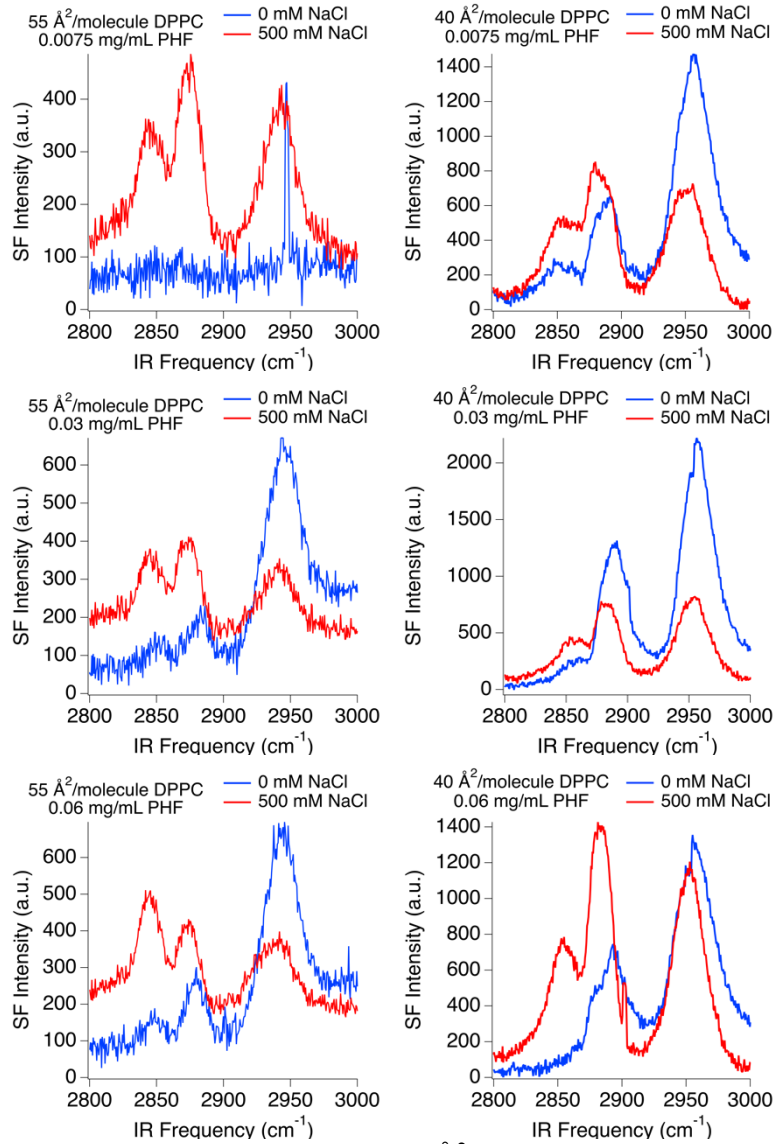 55 Å²/molecule DPPC
0.0075 mg/mL PHF
0 mM NaCl
500 mM NaCl
SF Intensity (a.u.)
400
300
200
100
0
2800 2850 2900 2950 3000
IR Frequency (cm⁻¹)
40 Å²/molecule DPPC
0.0075 mg/mL PHF
0 mM NaCl
500 mM NaCl
SF Intensity (a.u.)
1400
1200
1000
800
600
400
200
0
2800 2850 2900 2950 3000
IR Frequency (cm⁻¹)
55 Å²/molecule DPPC
0.03 mg/mL PHF
0 mM NaCl
500 mM NaCl
SF Intensity (a.u.)
600
500
400
300
200
100
0
2800 2850 2900 2950 3000
IR Frequency (cm⁻¹)
40 Å²/molecule DPPC
0.03 mg/mL PHF
0 mM NaCl
500 mM NaCl
SF Intensity (a.u.)
2000
1500
1000
500
0
2800 2850 2900 2950 3000
IR Frequency (cm⁻¹)
55 Å²/molecule DPPC
0.06 mg/mL PHF
0 mM NaCl
500 mM NaCl
SF Intensity (a.u.)
600
500
400
300
200
100
0
2800 2850 2900 2950 3000
IR Frequency (cm⁻¹)
40 Å²/molecule DPPC
0.06 mg/mL PHF
0 mM NaCl
500 mM NaCl
SF Intensity (a.u.)
1400
1200
1000
800
600
400
200
0
2800 2850 2900 2950 3000
IR Frequency (cm⁻¹)